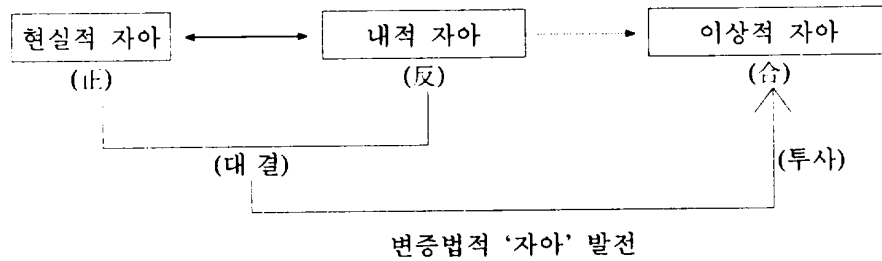 현실적 자아 내적 자아 이상적 자아
(正) (反) (合)
(대 결) (투사)
변증법적 ‘자아’ 발전